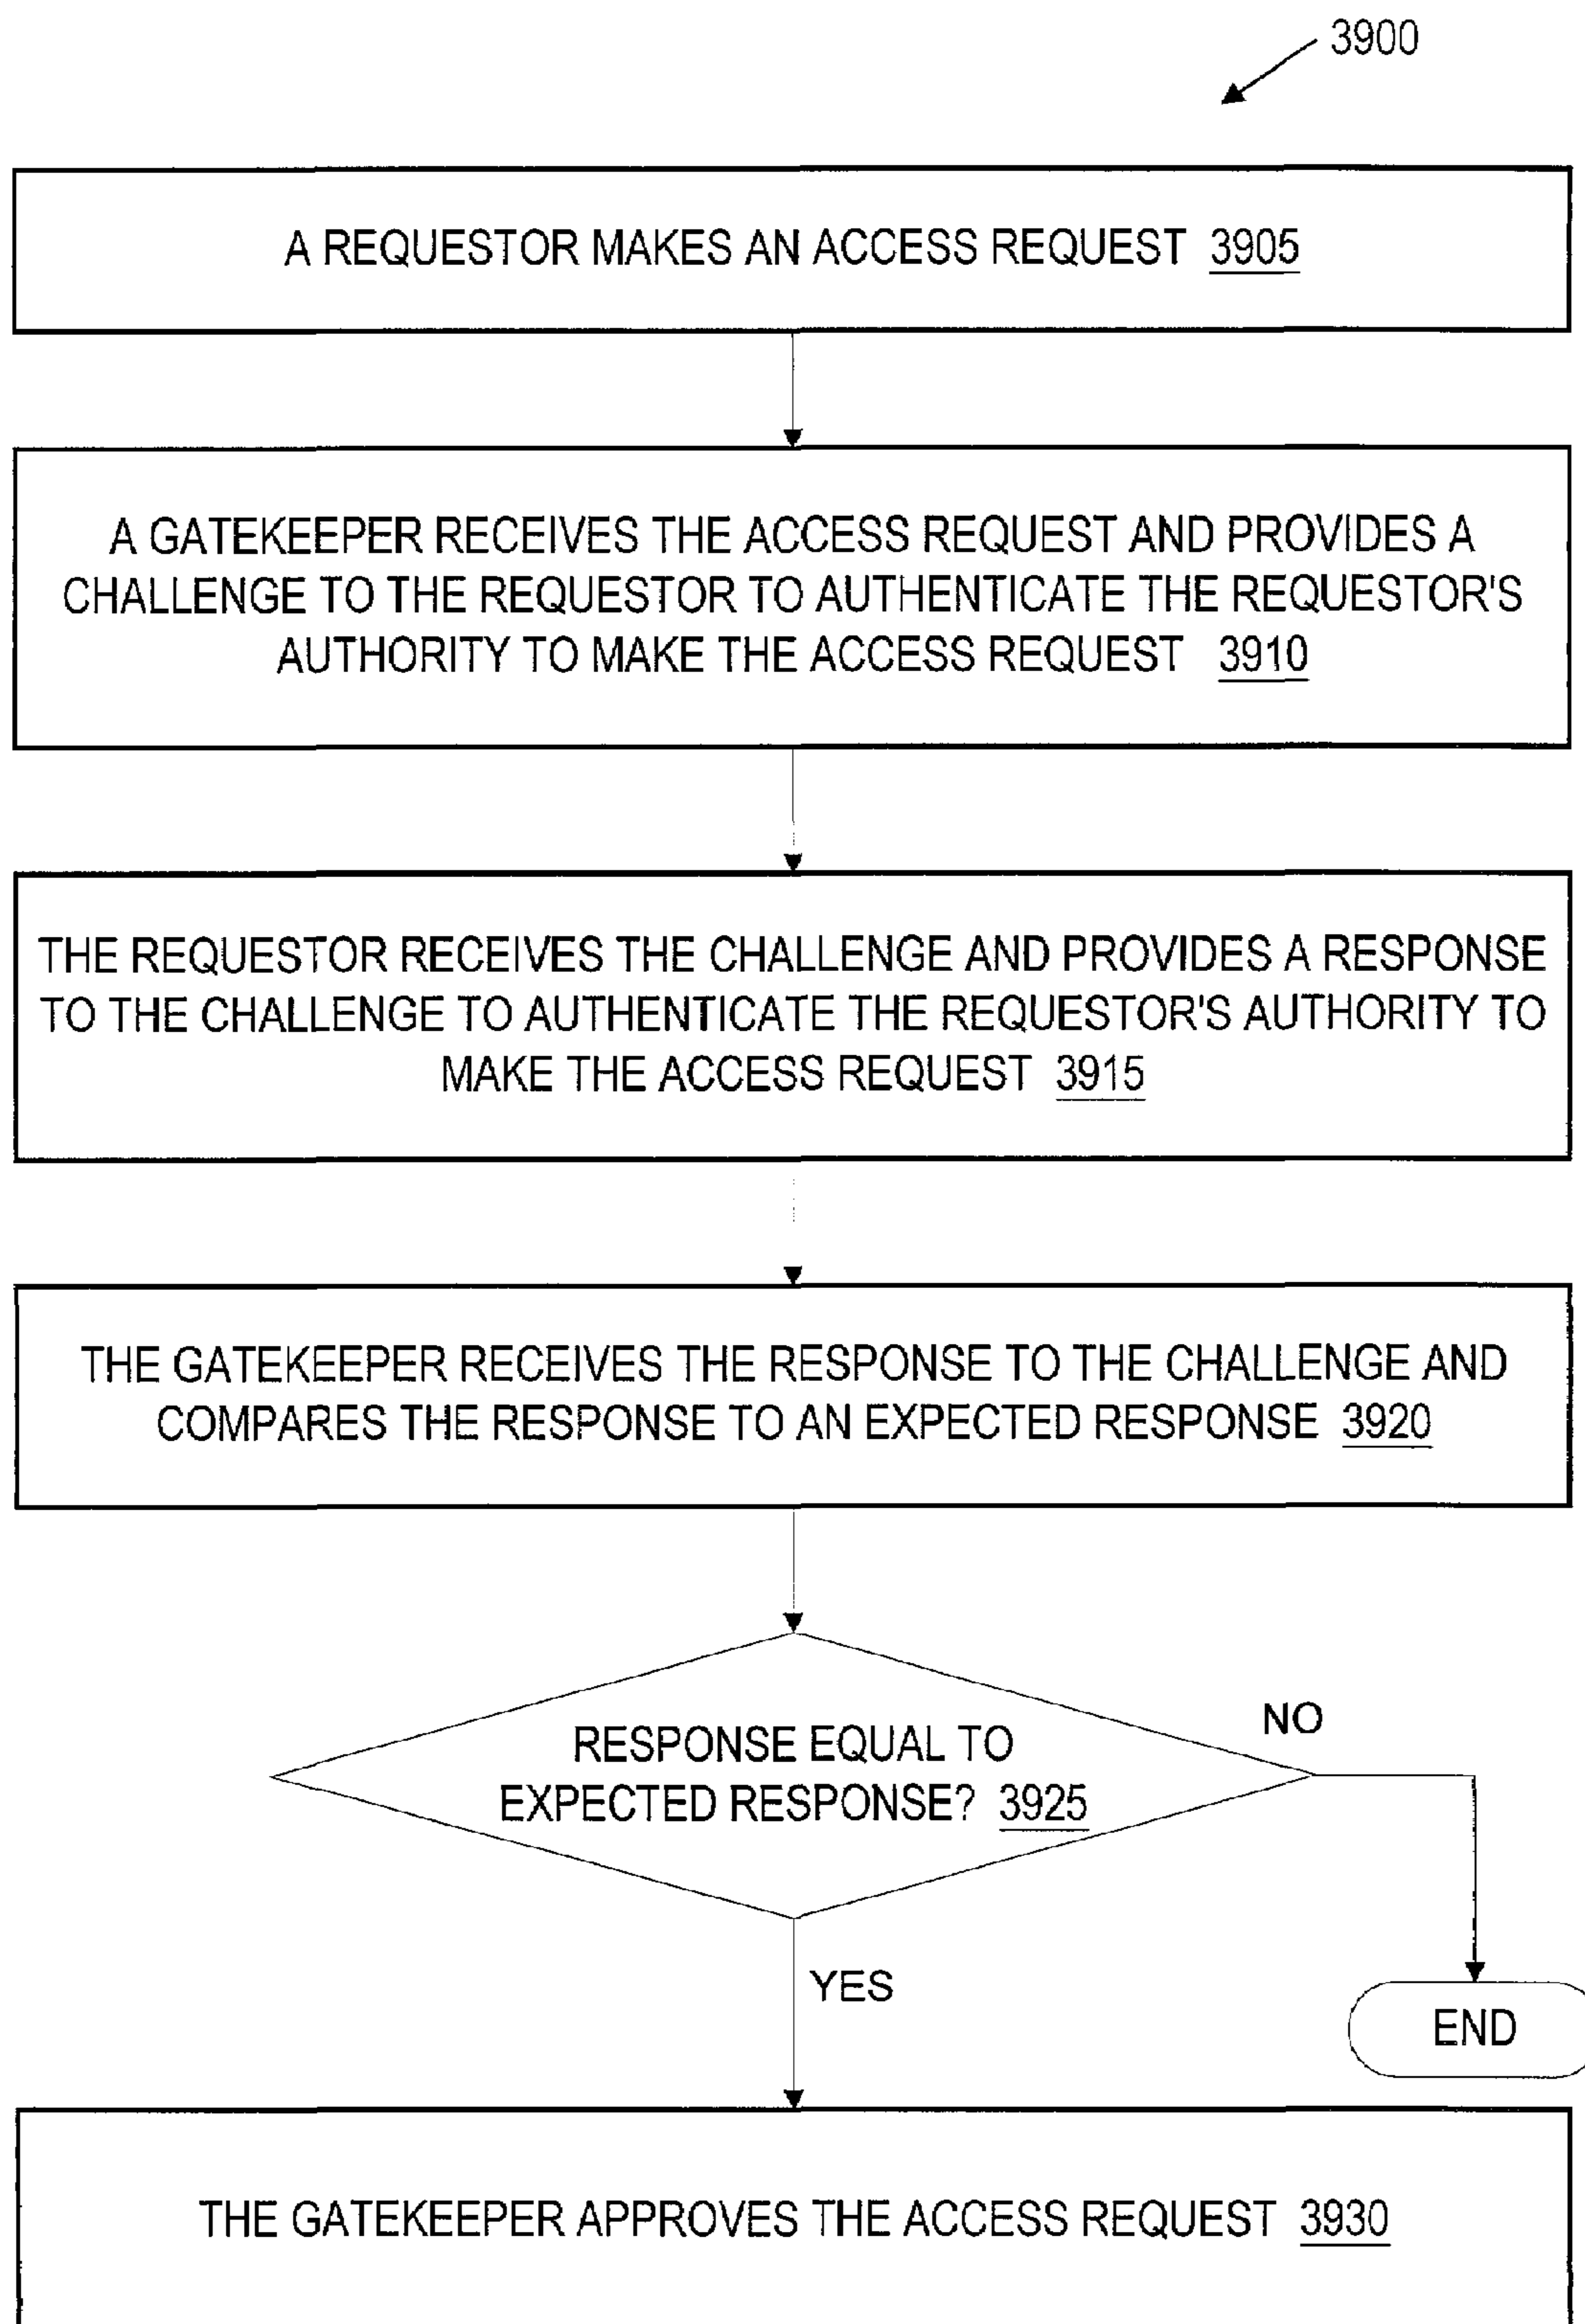 3900
A REQUESTOR MAKES AN ACCESS REQUEST 3905
A GATEKEEPER RECEIVES THE ACCESS REQUEST AND PROVIDES A
CHALLENGE TO THE REQUESTOR TO AUTHENTICATE THE REQUESTOR'S
AUTHORITY TO MAKE THE ACCESS REQUEST 3910
THE REQUESTOR RECEIVES THE CHALLENGE AND PROVIDES A RESPONSE
TO THE CHALLENGE TO AUTHENTICATE THE REQUESTOR'S AUTHORITY TO
MAKE THE ACCESS REQUEST 3915
THE GATEKEEPER RECEIVES THE RESPONSE TO THE CHALLENGE AND
COMPARES THE RESPONSE TO AN EXPECTED RESPONSE 3920
NO
RESPONSE EQUAL TO
EXPECTED RESPONSE? 3925
YES
END
THE GATEKEEPER APPROVES THE ACCESS REQUEST 3930